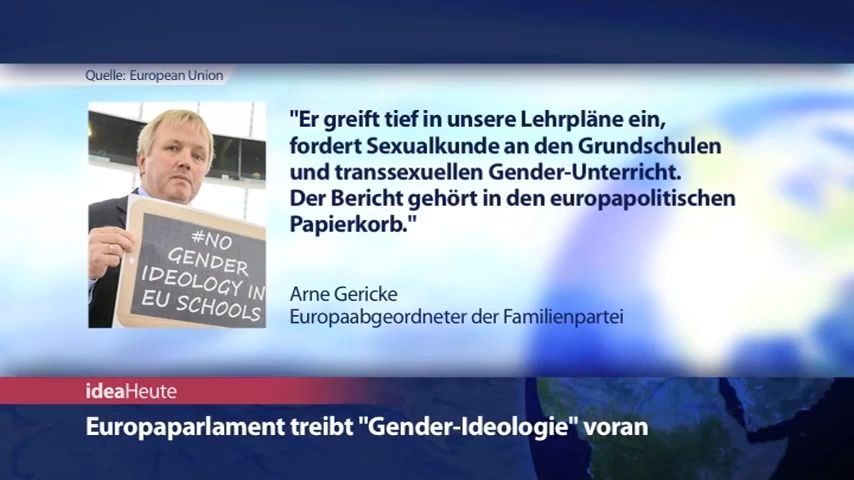 Quelle: European Union
"Er greift tief in unsere Lehrpläne ein,
fordert Sexualkunde an den Grundschulen
und transsexuellen Gender-Unterricht.
Der Bericht gehört in den europapolitischen
Papierkorb."
#NO
GENDER
IDEOLOGY IN
EU SCHOOLS
Arne Gericke
Europaabgeordneter der Familienpartei
ideaHeute
Europaparlament treibt "Gender-Ideologie" voran